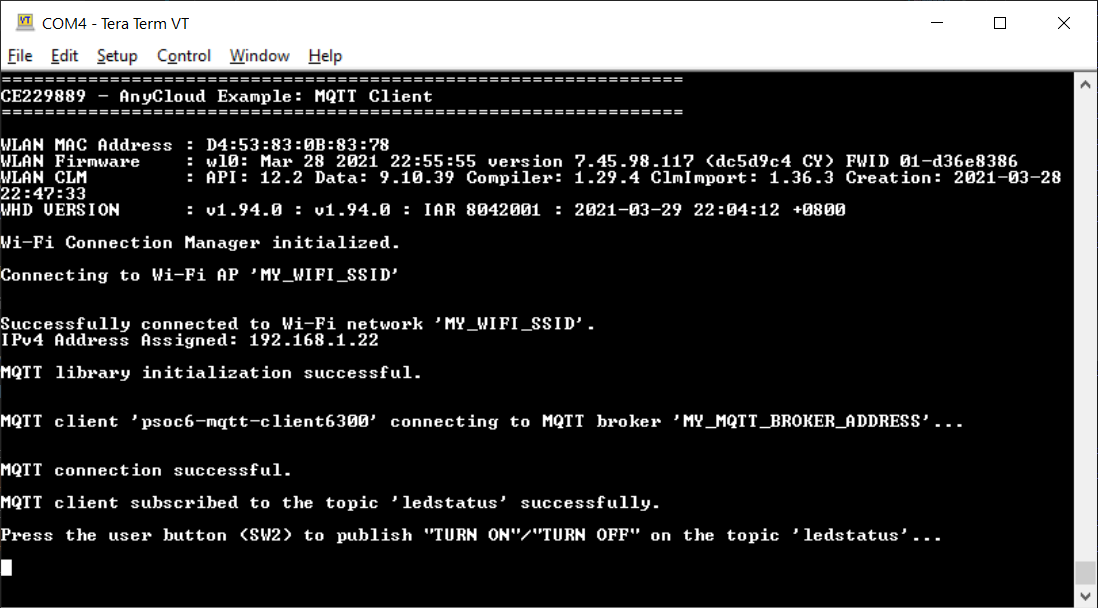 VT COM4 - Tera Term VT
File Edit Setup Control Window Help
===============================================================
CE229889 - AnyCloud Example: MQTT Client
===============================================================
WLAN MAC Address : D4:53:83:0B:83:78
WLAN Firmware    : wl0: Mar 28 2021 22:55:55 version 7.45.98.117 (dc5d9c4 CY) FWID 01-d36e8386
WLAN CLM         : API: 12.2 Data: 9.10.39 Compiler: 1.29.4 ClmImport: 1.36.3 Creation: 2021-03-28
22:47:33
WHD VERSION      : v1.94.0 : v1.94.0 : IAR 8042001 : 2021-03-29 22:04:12 +0800
Wi-Fi Connection Manager initialized.
Connecting to Wi-Fi AP 'MY_WIFI_SSID'
Successfully connected to Wi-Fi network 'MY_WIFI_SSID'.
IPv4 Address Assigned: 192.168.1.22
MQTT library initialization successful.
MQTT client 'psoc6-mqtt-client6300' connecting to MQTT broker 'MY_MQTT_BROKER_ADDRESS'...
MQTT connection successful.
MQTT client subscribed to the topic 'ledstatus' successfully.
Press the user button (SW2) to publish "TURN ON"/"TURN OFF" on the topic 'ledstatus'...